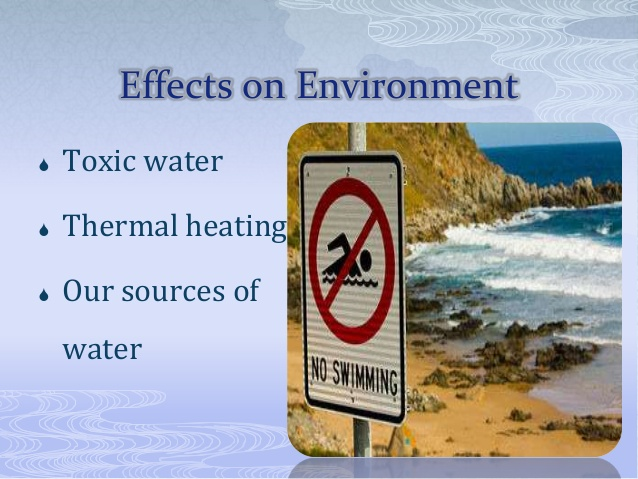 Effects on Environment
Toxic water
Thermal heating
Our sources of
water
NO SWIMMING